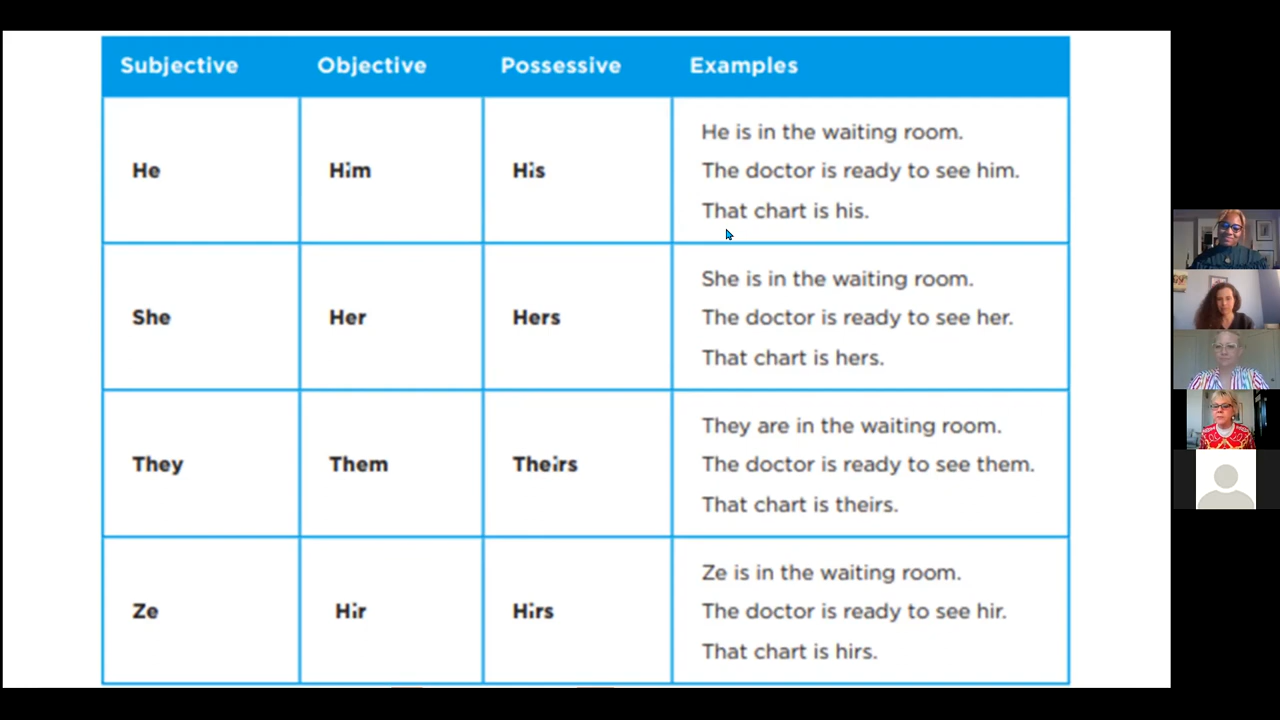 Subjective Objective Possessive Examples
He Him His
He is in the waiting room.
The doctor is ready to see him.
That chart is his.
She Her Hers
She is in the waiting room.
The doctor is ready to see her.
That chart is hers.
They Them Theirs
They are in the waiting room.
The doctor is ready to see them.
That chart is theirs.
Ze Hir Hirs
Ze is in the waiting room.
The doctor is ready to see hir.
That chart is hirs.